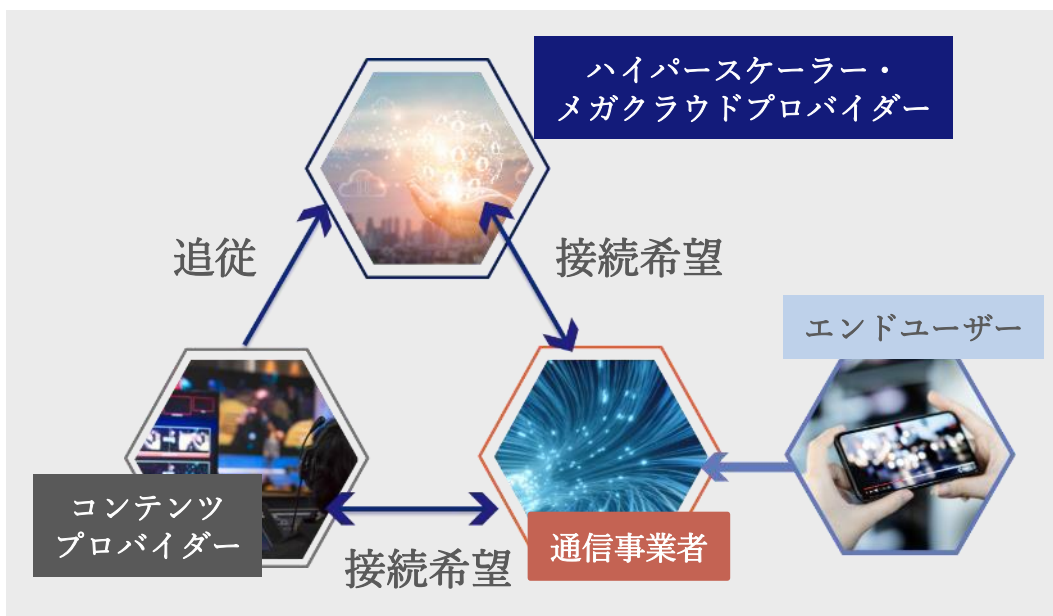 ハイパースケーラー・
メガクラウドプロバイダー
追従
接続希望
エンドユーザー
コンテンツ
プロバイダー
接続希望
通信事業者